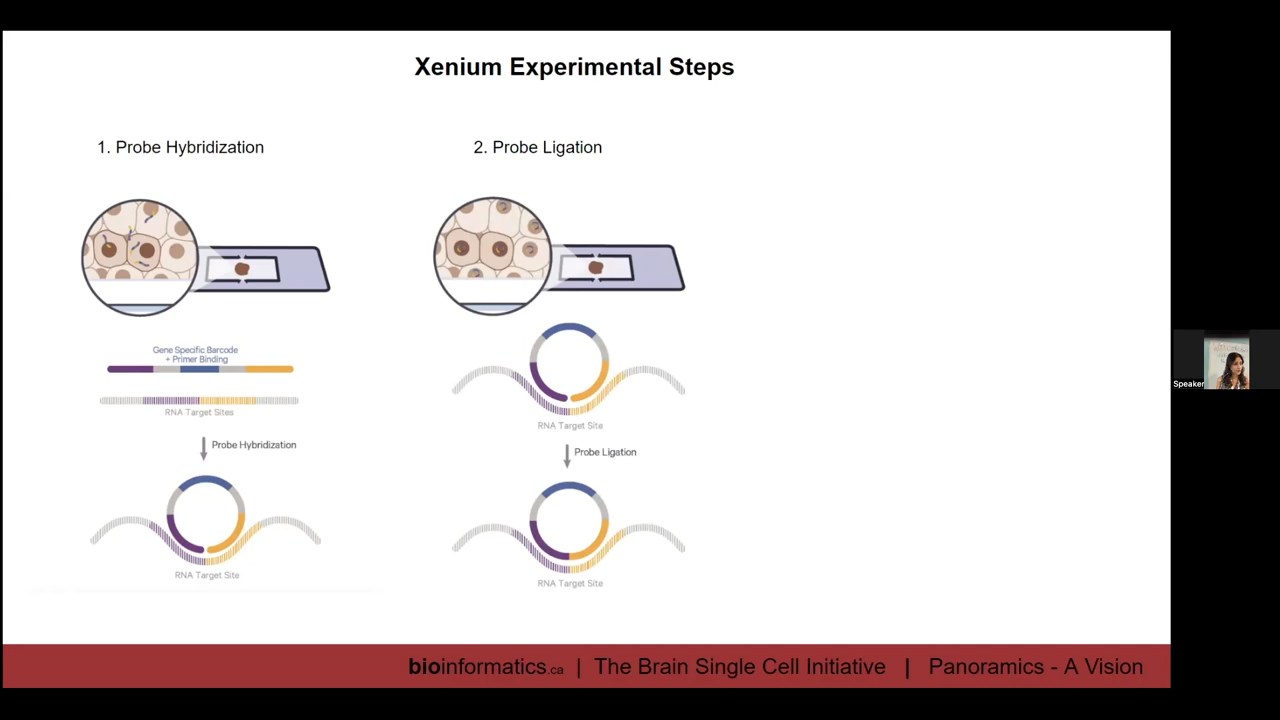 Xenium Experimental Steps
1. Probe Hybridization
2. Probe Ligation
Gene Specific Barcode
+ Primer Binding
RNA Target Sites
Probe Hybridization
RNA Target Site
RNA Target Site
Probe Ligation
RNA Target Site
Speaker
bioinformatics.ca | The Brain Single Cell Initiative | Panoramics - A Vision